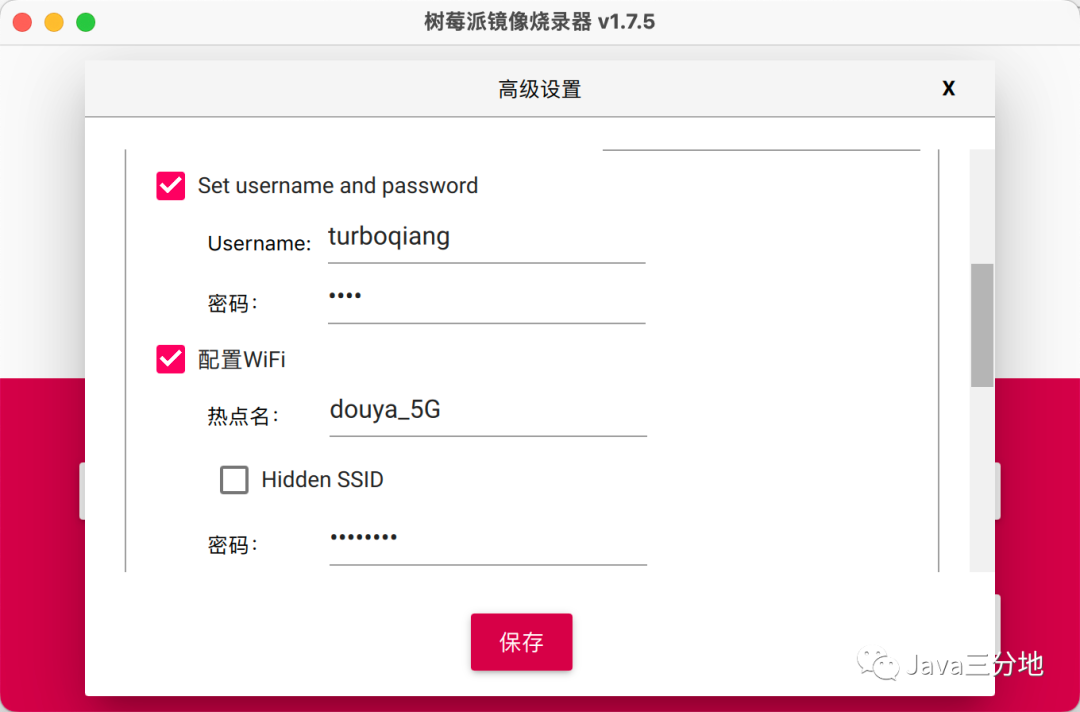 树莓派镜像烧录器 v1.7.5
高级设置
X
Set username and password
Username: turboqiang
密码： ••••
配置WiFi
热点名： douya_5G
Hidden SSID
密码： ••••••••
保存
Java三分地